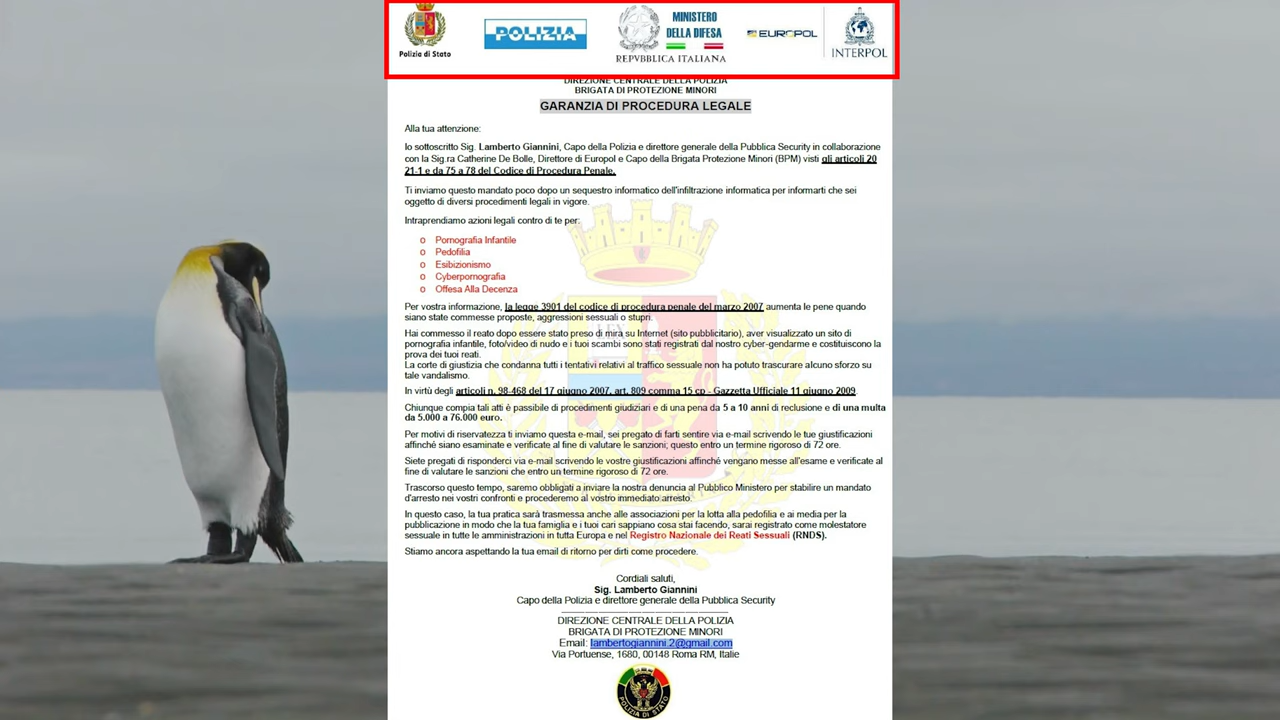 Polizia di Stato
POLIZIA
MINISTERO
DELLA DIFESA
REPVBBLICA ITALIANA
EUROPOL
INTERPOL
DIREZIONE CENTRALE DELLA POLIZIA
BRIGATA DI PROTEZIONE MINORI
GARANZIA DI PROCEDURA LEGALE
Alla tua attenzione:
Io sottoscritto Sig. Lamberto Giannini, Capo della Polizia e direttore generale della Pubblica Security in collaborazione
con la Sig.ra Catherine De Bolle, Direttore di Europol e Capo della Brigata Protezione Minori (BPM) visti gli articoli 20
21-1 e da 75 a 78 del Codice di Procedura Penale.
Ti inviamo questo mandato poco dopo un sequestro informatico dell'infiltrazione informatica per informarti che sei
oggetto di diversi procedimenti legali in vigore.
Intraprendiamo azioni legali contro di te per:
o Pornografia Infantile
o Pedofilia
o Esibizionismo
o Cyberpornografia
o Offesa Alla Decenza
Per vostra informazione, la legge 3901 del codice di procedura penale del marzo 2007 aumenta le pene quando
siano state commesse proposte, aggressioni sessuali o stupri.
Hai commesso il reato dopo essere stato preso di mira su Internet (sito pubblicitario), aver visualizzato un sito di
pornografia infantile, foto/video di nudo e i tuoi scambi sono stati registrati dal nostro cyber-gendarme e costituiscono la
prova dei tuoi reati.
La corte di giustizia che condanna tutti i tentativi relativi al traffico sessuale non ha potuto trascurare alcuno sforzo su
tale vandalismo.
In virtù degli articoli n. 98-468 del 17 giugno 2007, art. 809 comma 15 cp - Gazzetta Ufficiale 11 giugno 2009.
Chiunque compia tali atti è passibile di procedimenti giudiziari e di una pena da 5 a 10 anni di reclusione e di una multa
da 5.000 a 76.000 euro.
Per motivi di riservatezza ti inviamo questa e-mail, sei pregato di farti sentire via e-mail scrivendo le tue giustificazioni
affinché siano esaminate e verificate al fine di valutare le sanzioni; questo entro un termine rigoroso di 72 ore.
Siete pregati di risponderci via e-mail scrivendo le vostre giustificazioni affinché vengano messe all'esame e verificate al
fine di valutare le sanzioni che entro un termine rigoroso di 72 ore.
Trascorso questo tempo, saremo obbligati a inviare la nostra denuncia al Pubblico Ministero per stabilire un mandato
d'arresto nei vostri confronti e procederemo al vostro immediato arresto.
In questo caso, la tua pratica sarà trasmessa anche alle associazioni per la lotta alla pedofilia e ai media per la
pubblicazione in modo che la tua famiglia e i tuoi cari sappiano cosa stai facendo, sarai registrato come molestatore
sessuale in tutte le amministrazioni in tutta Europa e nel Registro Nazionale dei Reati Sessuali (RNDS).
Stiamo ancora aspettando la tua email di ritorno per dirti come procedere.
Cordiali saluti,
Sig. Lamberto Giannini
Capo della Polizia e direttore generale della Pubblica Security
DIREZIONE CENTRALE DELLA POLIZIA
BRIGATA DI PROTEZIONE MINORI
Email: lambertogiannini.2@gmail.com
Via Portuense, 1680, 00148 Roma RM, Italie
POLIZIA DI STATO